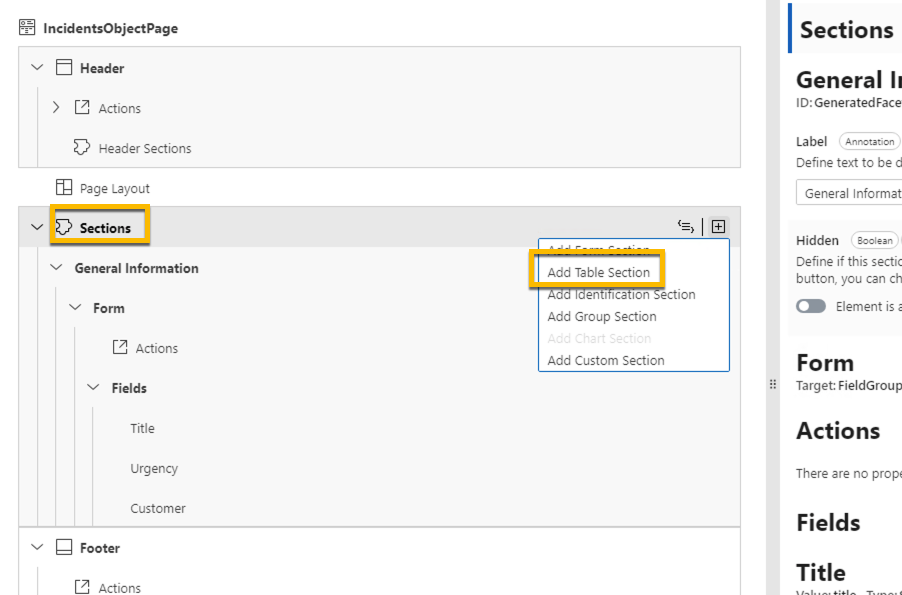 IncidentsObjectPage
Header
Actions
Header Sections
Page Layout
Sections
Add Form Section
Add Table Section
Add Identification Section
Add Group Section
Add Chart Section
Add Custom Section
General Information
Form
Actions
Fields
Title
Urgency
Customer
Footer
Actions
Sections
General I
ID: GeneratedFace
Label Annotation
Define text to be d
General Informat
Hidden Boolean
Define if this sectio
button, you can ch
Element is a
Form
Target: FieldGroup
Actions
There are no prope
Fields
Title
Value: title Type: